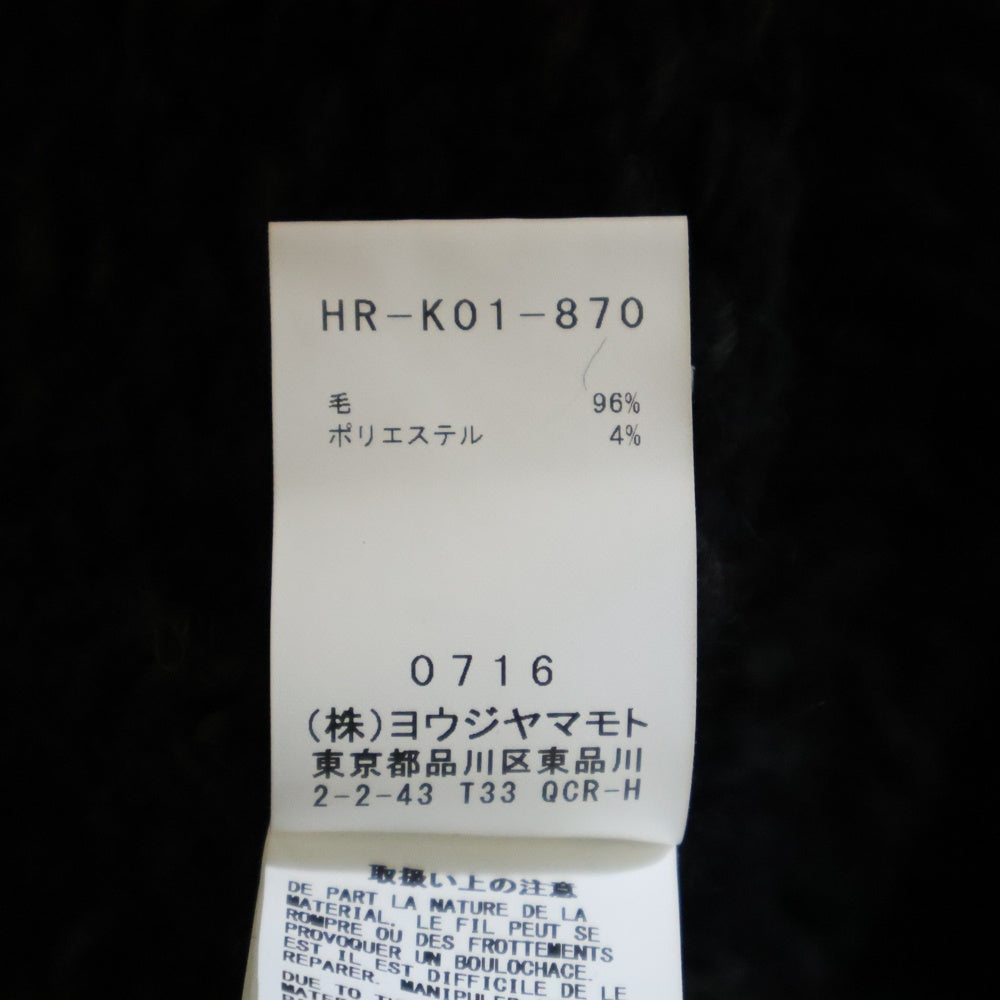 HR-K01-870
毛 96%
ポリエステル 4%
0716
(株)ヨウジヤマモト
東京都品川区東品川
2-2-43 T33 QCR-H
取扱い上の注意
DE PART LA NATURE DE LA
MATERIAL. LE FIL PEUT SE
ROMPRE OU DES FROTTEMENTS
PROVOQUER UN BOULOCHACE.
EST IL EST DIFFICILE DE LE
REPARER. MANIPULER
DUE TO